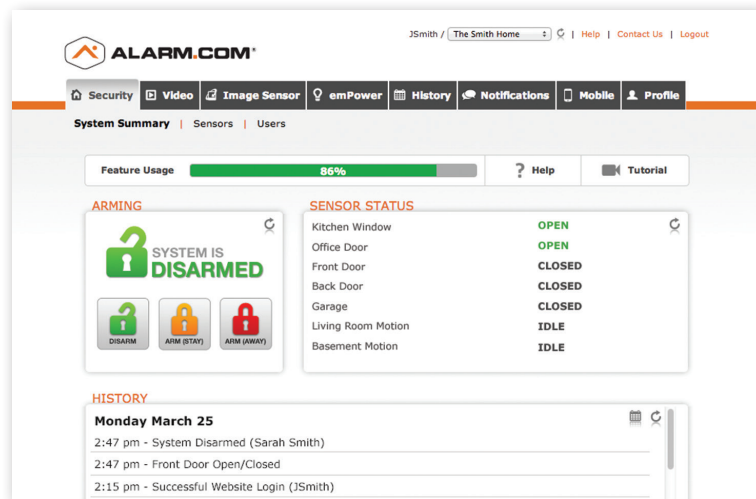 JSmith / The Smith Home | Help | Contact Us | Logout
ALARM.COM®
Security Video Image Sensor emPower History Notifications Mobile Profile
System Summary | Sensors | Users
Feature Usage 86% ? Help Tutorial
ARMING
SYSTEM IS
DISARMED
DISARM ARM (STAY) ARM (AWAY)
SENSOR STATUS
Kitchen Window OPEN
Office Door OPEN
Front Door CLOSED
Back Door CLOSED
Garage CLOSED
Living Room Motion IDLE
Basement Motion IDLE
HISTORY
Monday March 25
2:47 pm - System Disarmed (Sarah Smith)
2:47 pm - Front Door Open/Closed
2:15 pm - Successful Website Login (JSmith)